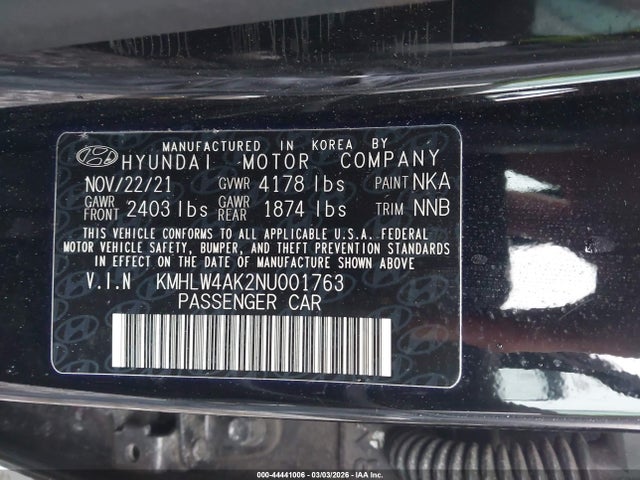 MANUFACTURED IN KOREA BY
HYUNDAI MOTOR COMPANY
NOV/22/21 GVWR 4178 lbs PAINT NKA
GAWR FRONT 2403 lbs GAWR REAR 1874 lbs TRIM NNB
THIS VEHICLE CONFORMS TO ALL APPLICABLE U.S.A. FEDERAL
MOTOR VEHICLE SAFETY, BUMPER, AND THEFT PREVENTION STANDARDS
IN EFFECT ON THE DATE OF MANUFACTURE SHOWN ABOVE
V.I.N KMHLW4AK2NU001763
PASSENGER CAR
000-44441006 | 03/03/2026 - IAA Inc.